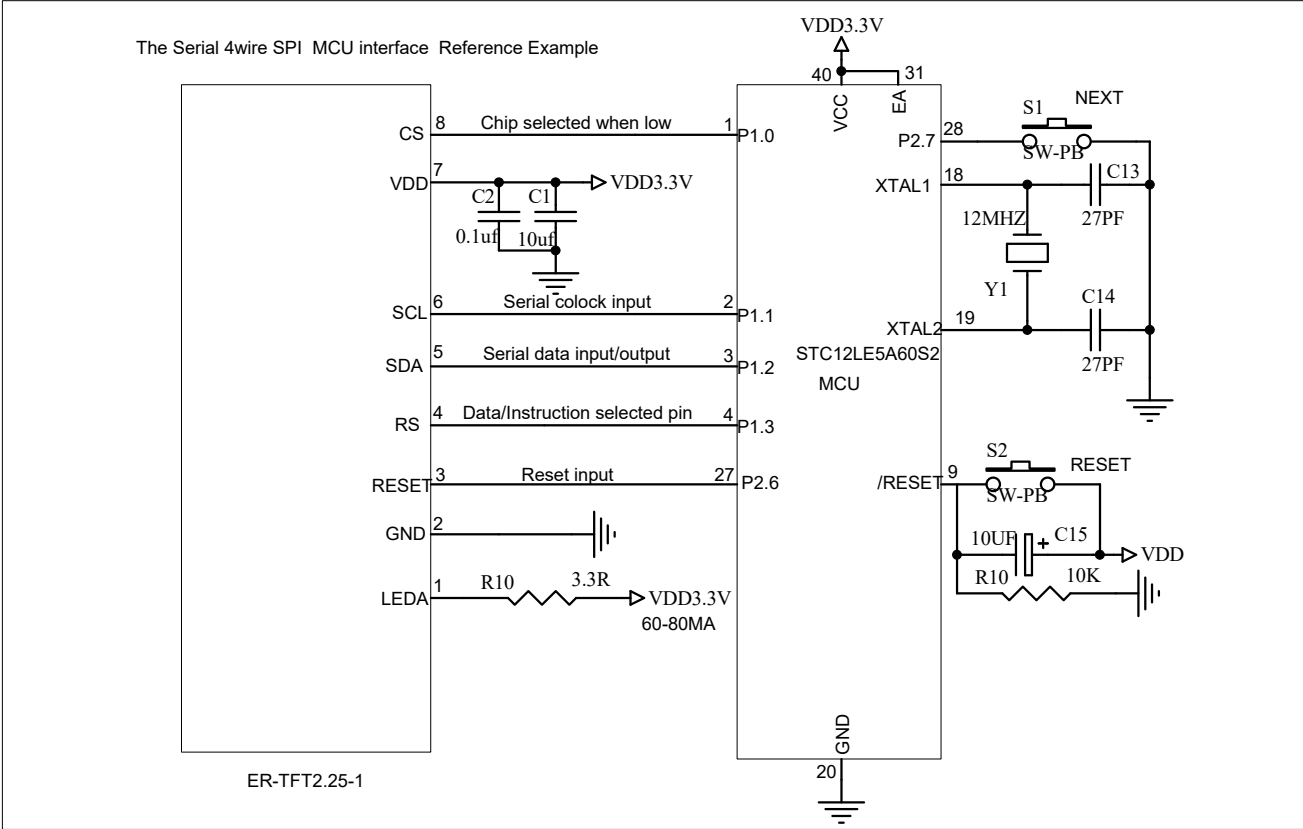 VDD3.3V
The Serial 4wire SPI  MCU interface  Reference Example
40
31
VCC
EA
S1
NEXT
CS
8
Chip selected when low
1
P1.0
P2.7
28
SW-PB
VDD
7
VDD3.3V
XTAL1
18
C13
C2
C1
0.1uf
10uf
12MHZ
27PF
Y1
C14
SCL
6
Serial colock input
2
P1.1
XTAL2
19
27PF
SDA
5
Serial data input/output
3
P1.2
STC12LE5A60S2
MCU
RS
4
Data/Instruction selected pin
4
P1.3
S2
RESET
RESET
3
Reset input
27
P2.6
/RESET
9
SW-PB
GND
2
10UF
+
C15
VDD
R10
10K
LEDA
1
R10
3.3R
VDD3.3V
60-80MA
GND
20
ER-TFT2.25-1